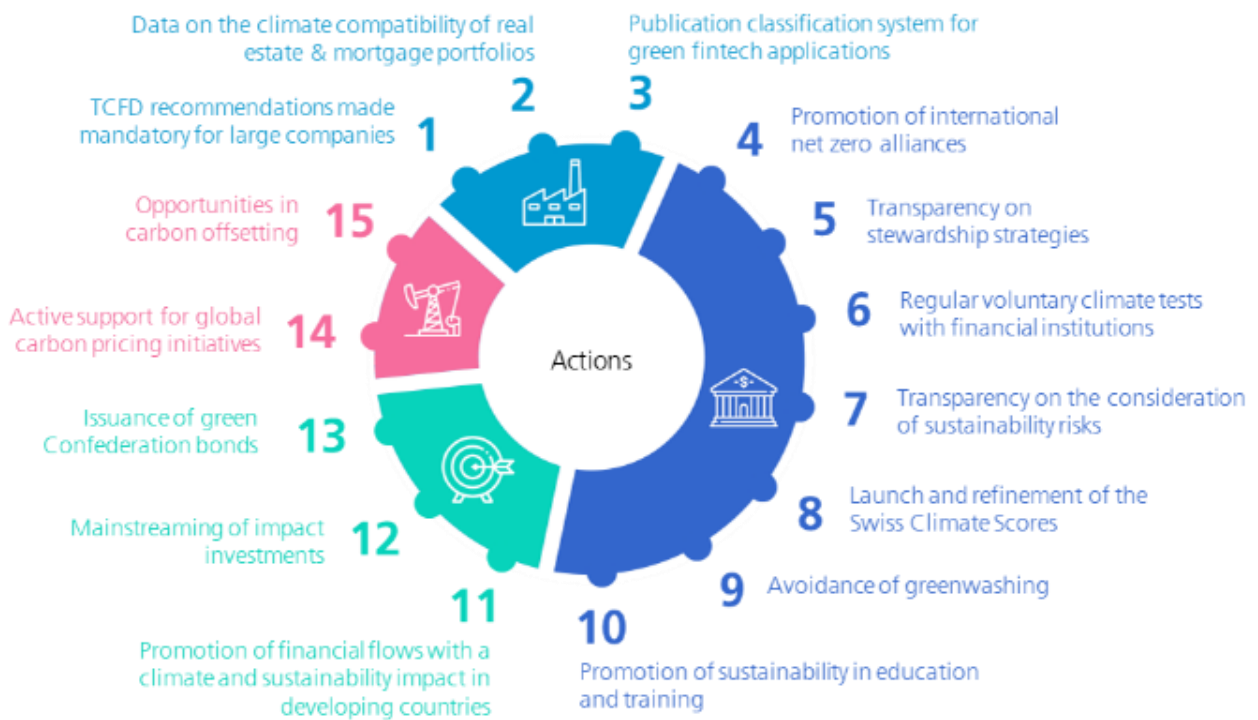 Data on the climate compatibility of real
estate & mortgage portfolios
2
Publication classification system for
green fintech applications
3
TCFD recommendations made
mandatory for large companies
1
4
Promotion of international
net zero alliances
Opportunities in
carbon offsetting
15
5
Transparency on
stewardship strategies
Active support for global
carbon pricing initiatives
14
Actions
6
Regular voluntary climate tests
with financial institutions
-$-
7
Transparency on the consideration
of sustainability risks
Issuance of green
Confederation bonds
13
8
Launch and refinement of the
Swiss Climate Scores
Mainstreaming of impact
investments
12
9
Avoidance of greenwashing
11
Promotion of financial flows with a
climate and sustainability impact in
developing countries
10
Promotion of sustainability in education
and training